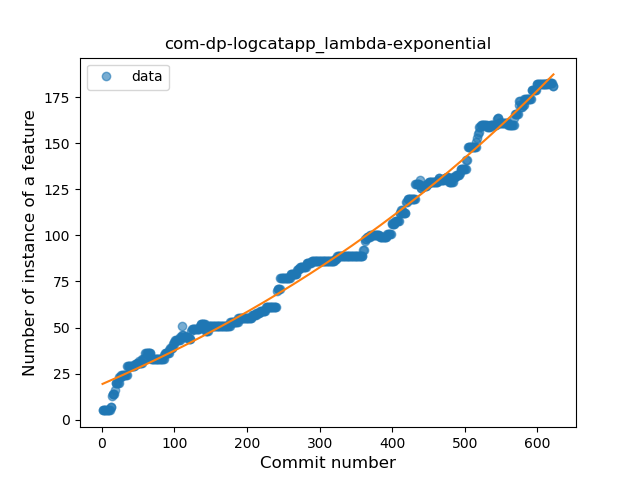 com-dp-logcatapp_lambda-exponential
data
Number of instance of a feature
175
150
125
100
75
50
25
0
0 100 200 300 400 500 600
Commit number